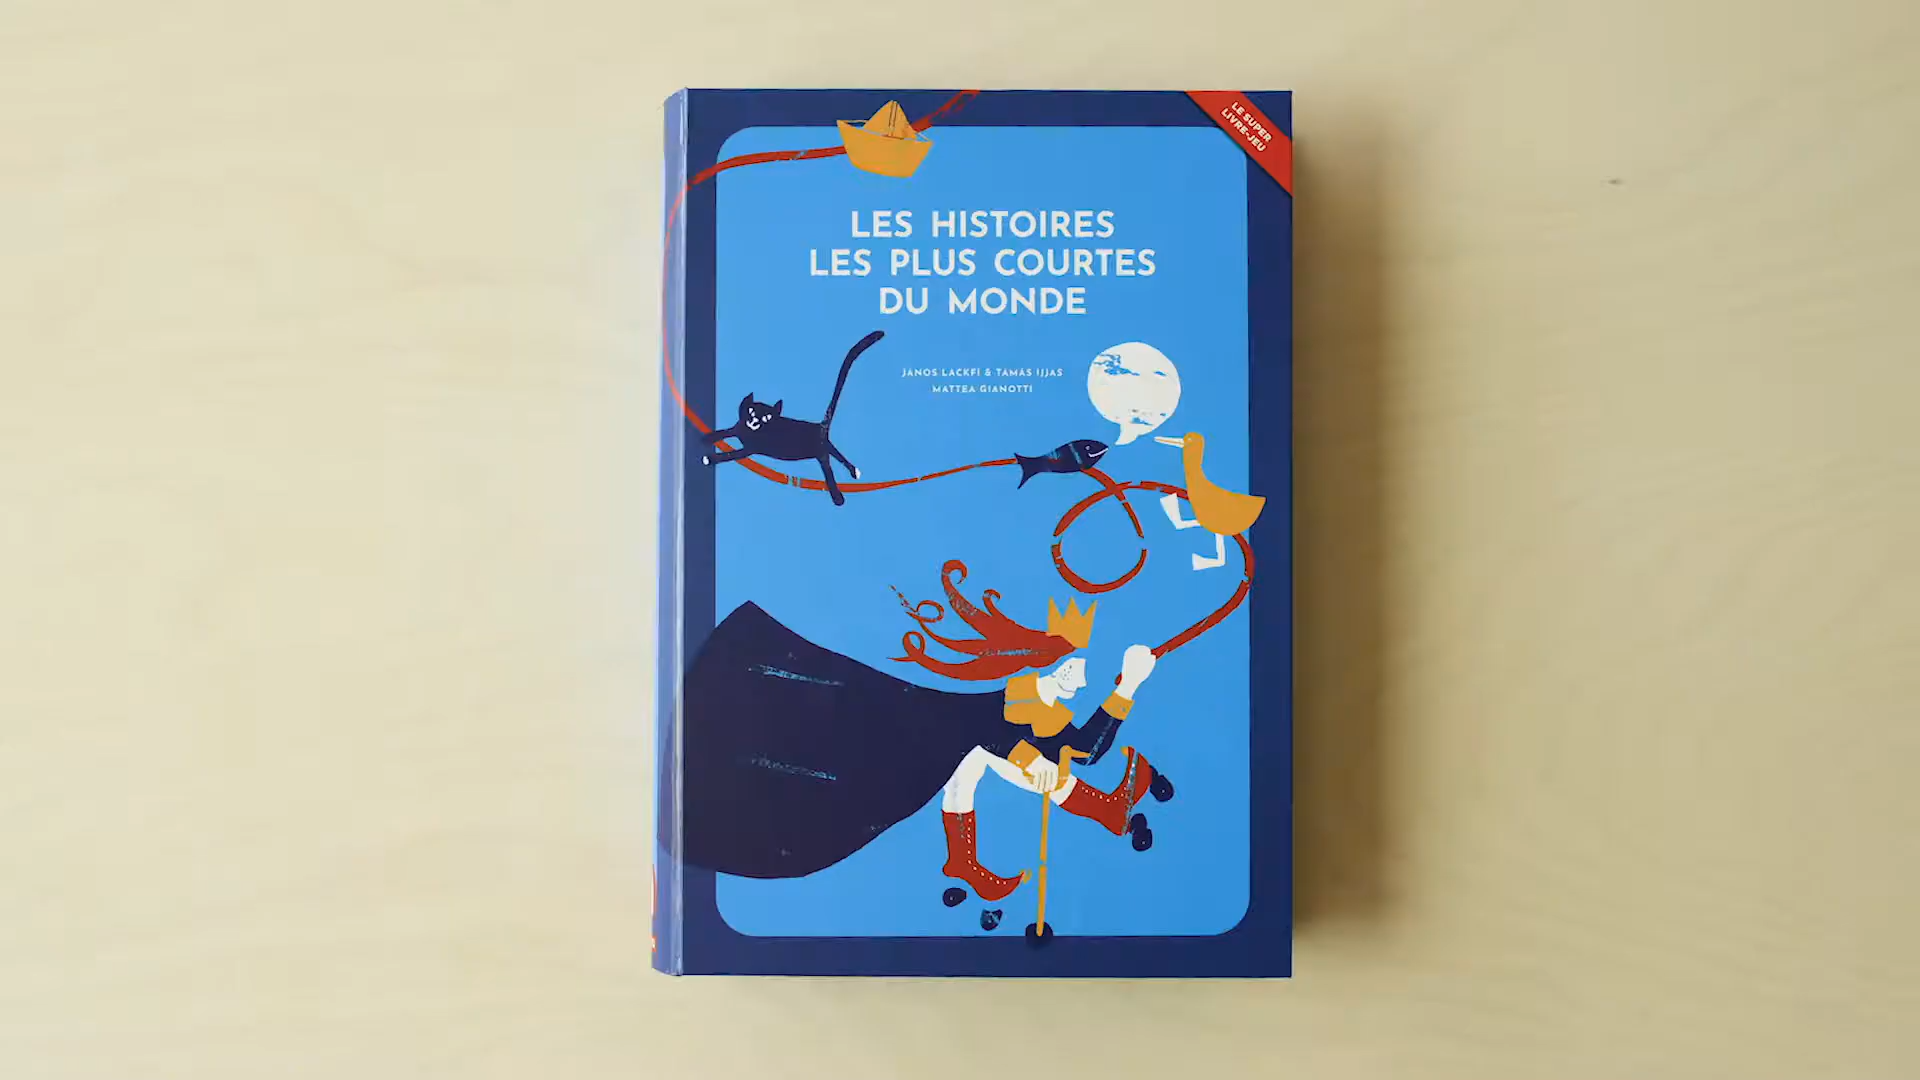 LE SUPER
LIVRE-JEU
LES HISTOIRES
LES PLUS COURTES
DU MONDE
JANOS LACKFI & TAMAS IJJAS
MATTEA GIANOTTI